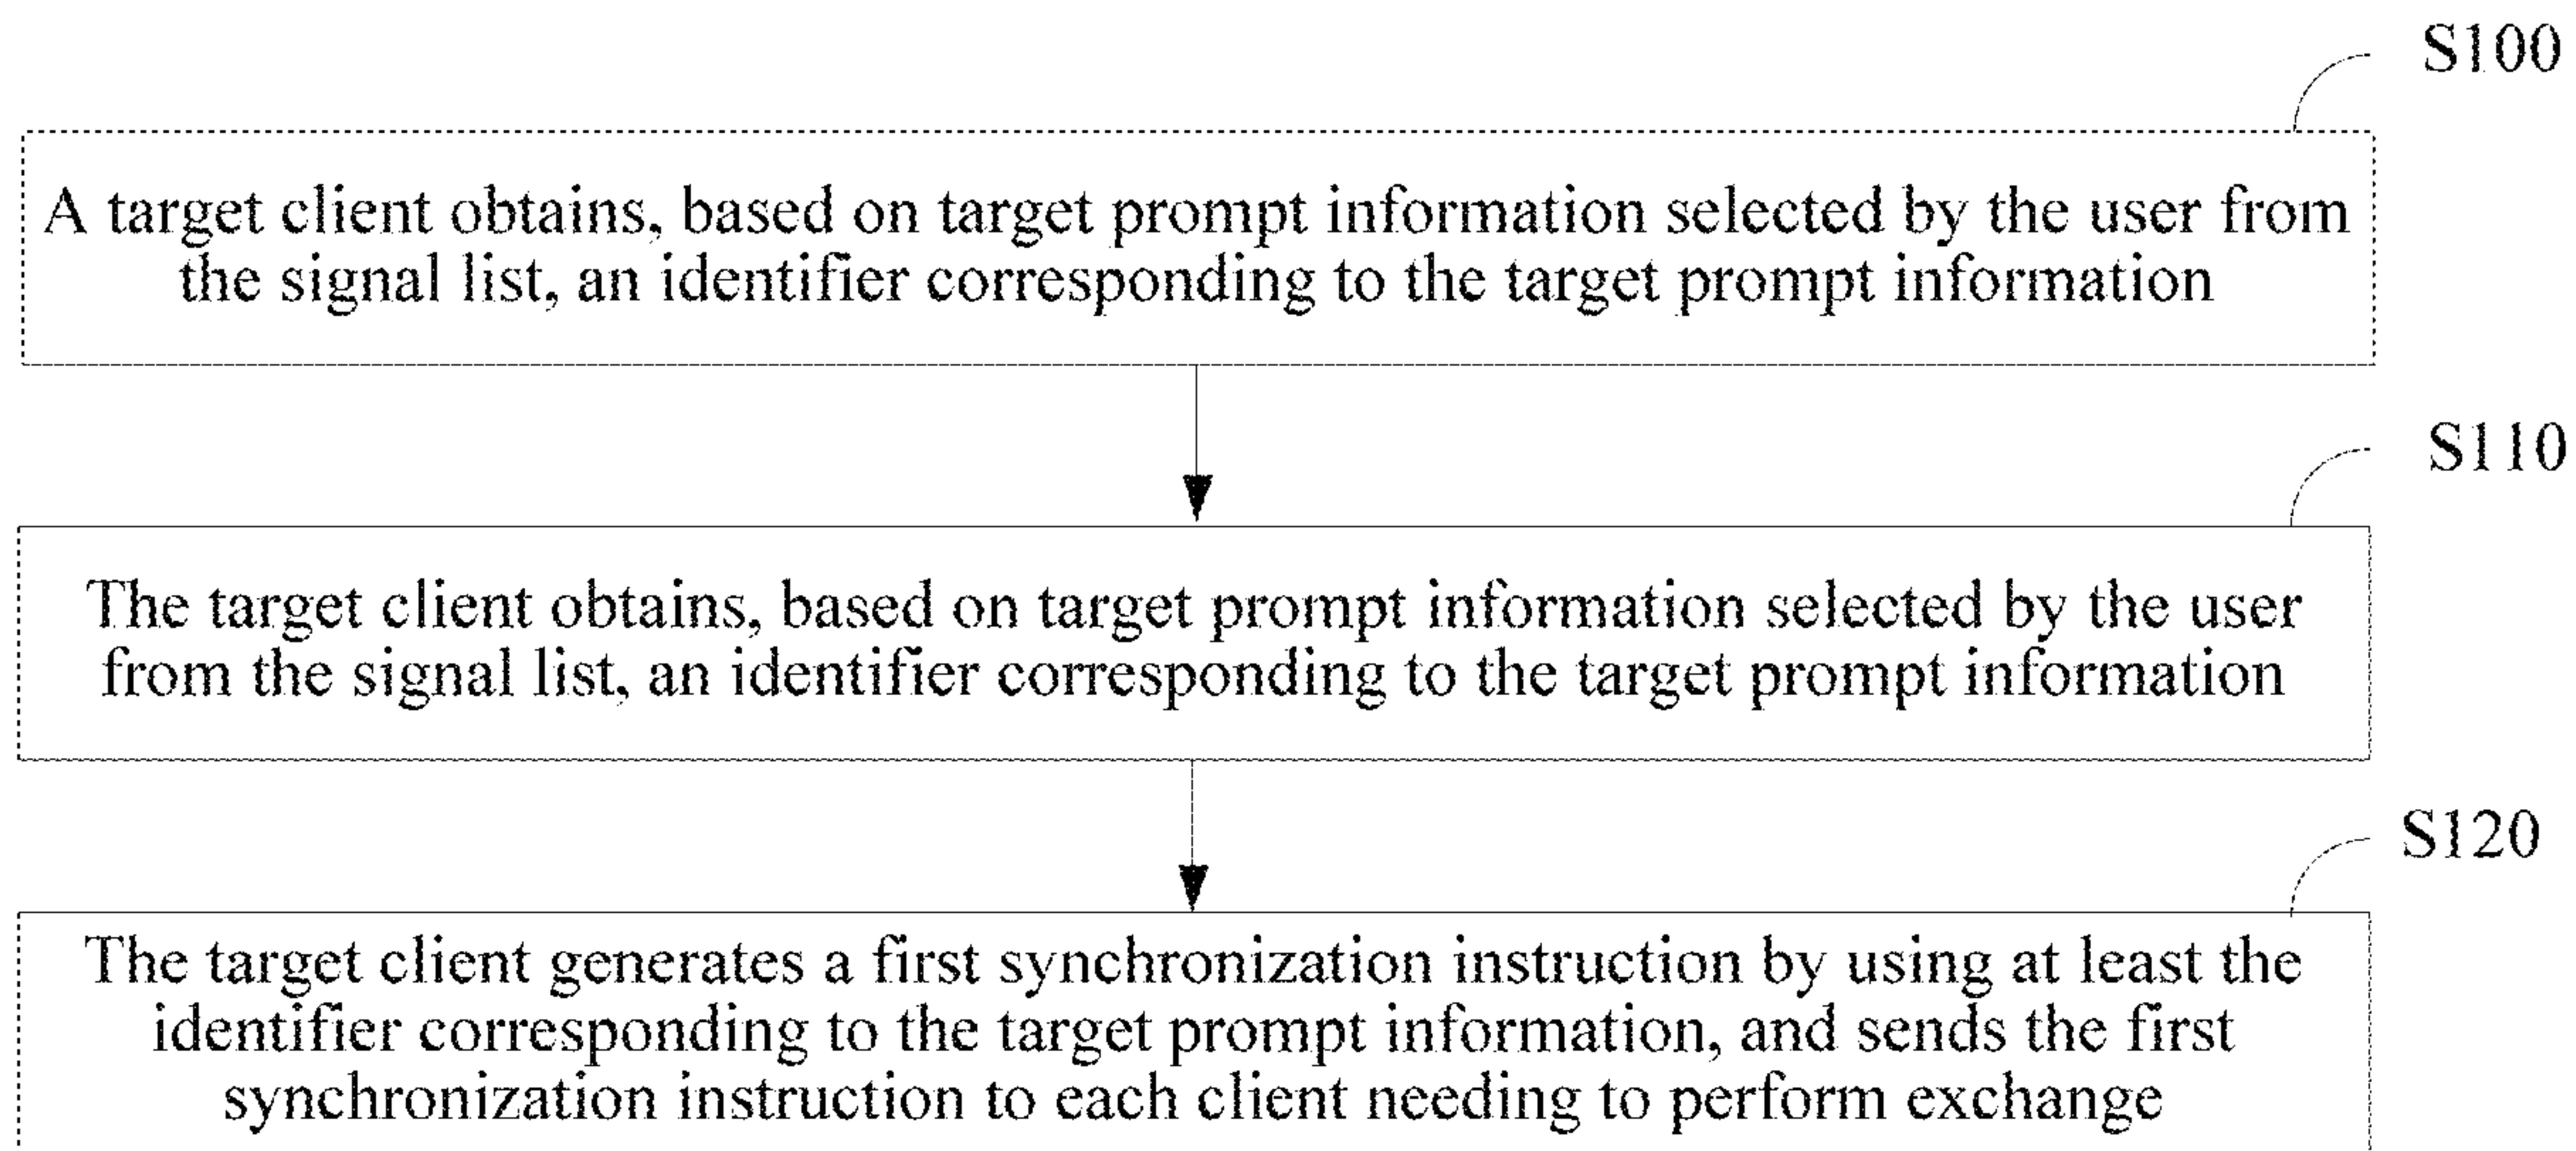 S100
A target client obtains, based on target prompt information selected by the user from
the signal list, an identifier corresponding to the target prompt information
S110
The target client obtains, based on target prompt information selected by the user
from the signal list, an identifier corresponding to the target prompt information
S120
The target client generates a first synchronization instruction by using at least the
identifier corresponding to the target prompt information, and sends the first
synchronization instruction to each client needing to perform exchange